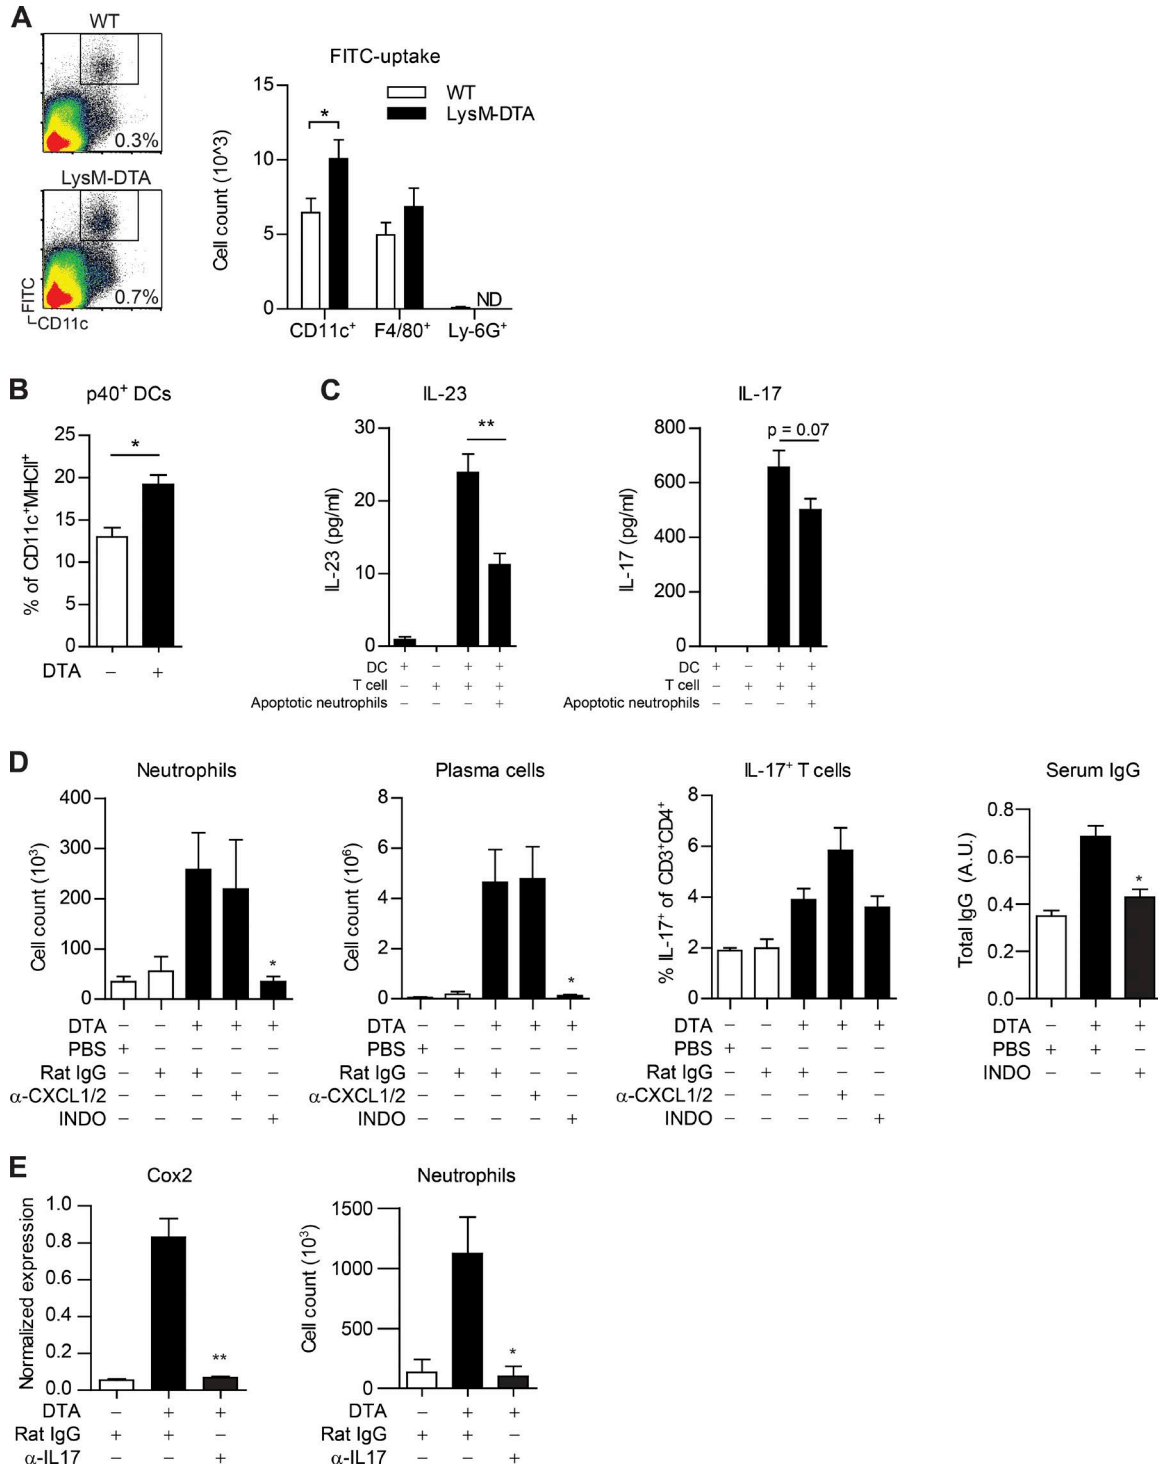 A
WT
0.3%
LysM-DTA
0.7%
FITC
CD11c
FITC-uptake
WT
LysM-DTA
*
Cell count (10^3)
15
10
5
0
ND
CD11c⁺ F4/80⁺ Ly-6G⁺
B
p40⁺ DCs
*
% of CD11c⁺MHCII⁺
25
20
15
10
5
0
DTA − +
C
IL-23
**
IL-23 (pg/ml)
30
20
10
0
DC + − + +
T cell − + + +
Apoptotic neutrophils − − − +
IL-17
p = 0.07
IL-17 (pg/ml)
800
600
400
200
0
DC + − + +
T cell − + + +
Apoptotic neutrophils − − − +
D
Neutrophils
Cell count (10³)
400
300
200
100
0
*
DTA − − + + +
PBS + − − − −
Rat IgG − + + − −
α-CXCL1/2 − − − + −
INDO − − − − +
Plasma cells
Cell count (10⁶)
8
6
4
2
0
*
DTA − − + + +
PBS + − − − −
Rat IgG − + + − −
α-CXCL1/2 − − − + −
INDO − − − − +
IL-17⁺ T cells
% IL-17⁺ of CD3⁺CD4⁺
8
6
4
2
0
DTA − − + + +
PBS + − − − −
Rat IgG − + + − −
α-CXCL1/2 − − − + −
INDO − − − − +
Serum IgG
Total IgG (A.U.)
0.8
0.6
0.4
0.2
0.0
*
DTA − + +
PBS + + −
INDO − − +
E
Cox2
Normalized expression
1.0
0.8
0.6
0.4
0.2
0.0
**
DTA − + +
Rat IgG + + −
α-IL17 − − +
Neutrophils
Cell count (10³)
1500
1000
500
0
*
DTA − + +
Rat IgG + + −
α-IL17 − − +